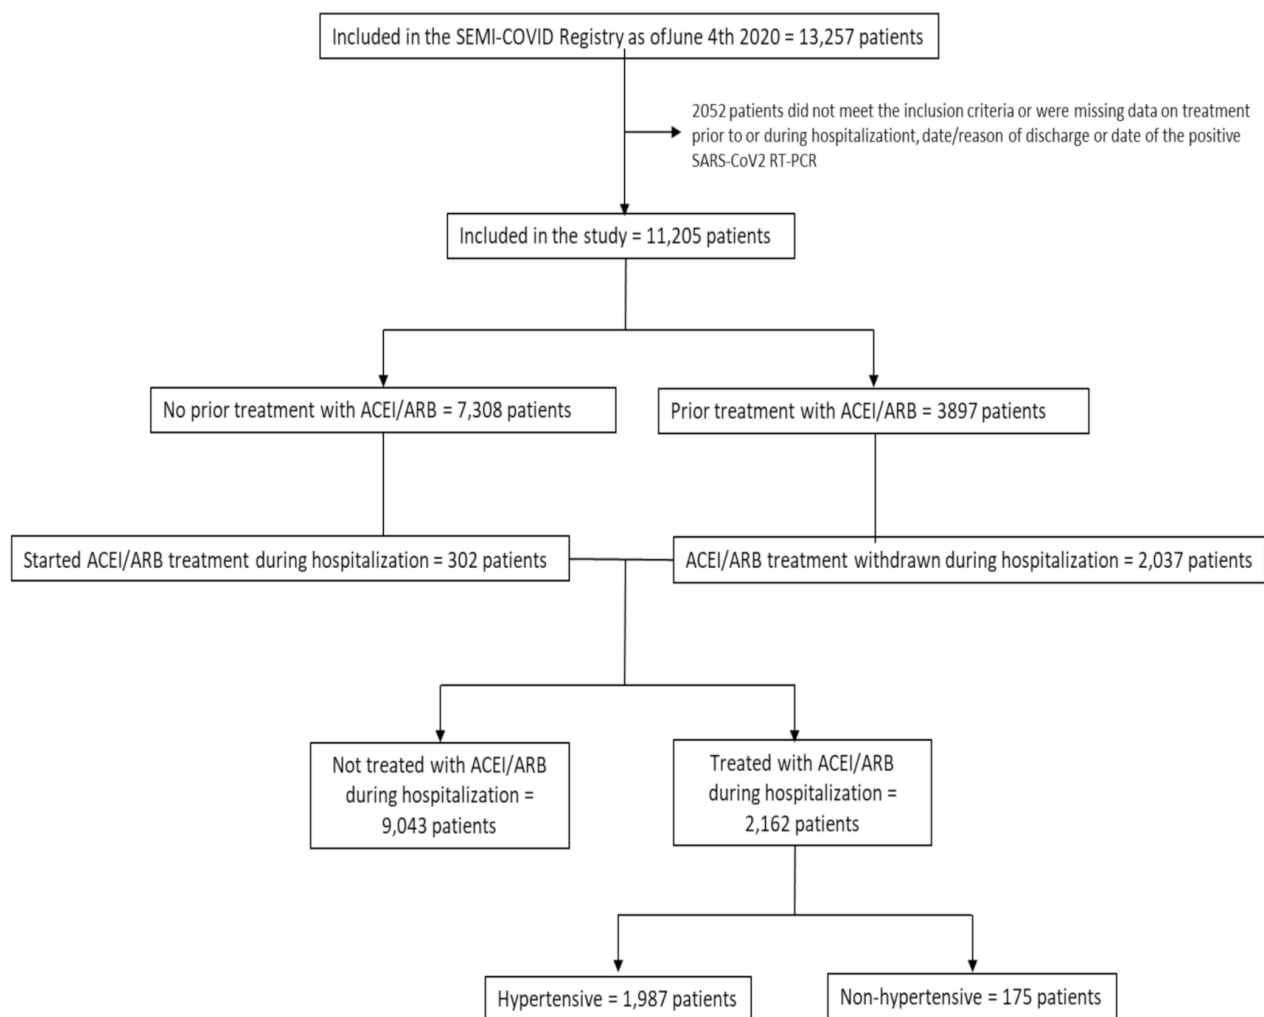 Included in the SEMI-COVID Registry as ofJune 4th 2020 = 13,257 patients
2052 patients did not meet the inclusion criteria or were missing data on treatment
prior to or during hospitalizationt, date/reason of discharge or date of the positive
SARS-CoV2 RT-PCR
Included in the study = 11,205 patients
No prior treatment with ACEI/ARB = 7,308 patients
Prior treatment with ACEI/ARB = 3897 patients
Started ACEI/ARB treatment during hospitalization = 302 patients
ACEI/ARB treatment withdrawn during hospitalization = 2,037 patients
Not treated with ACEI/ARB
during hospitalization =
9,043 patients
Treated with ACEI/ARB
during hospitalization =
2,162 patients
Hypertensive = 1,987 patients
Non-hypertensive = 175 patients